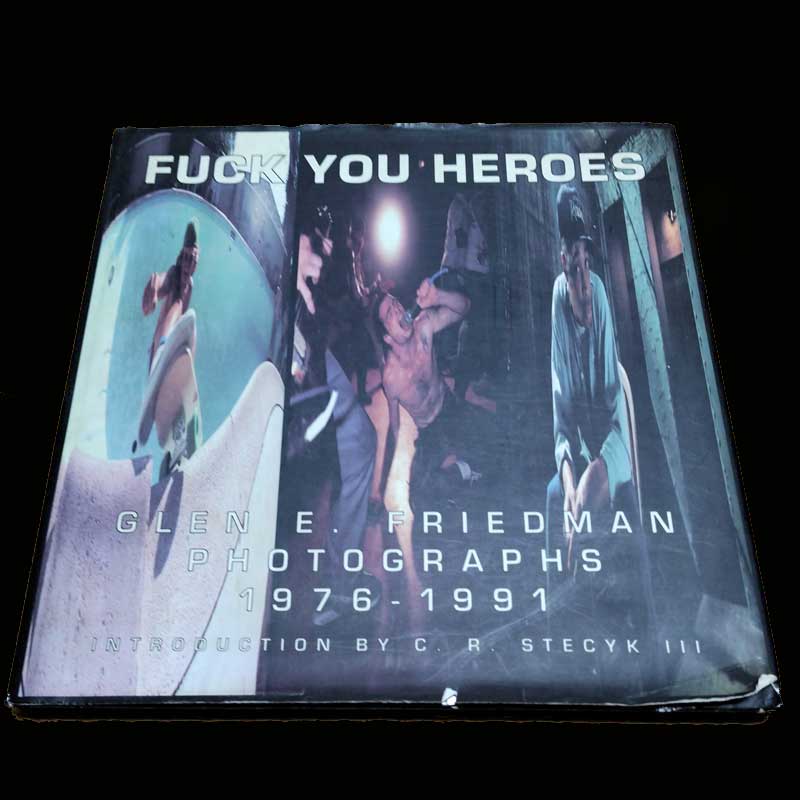 FUCK YOU HEROES
GLEN E. FRIEDMAN
PHOTOGRAPHS
1976-1991
INTRODUCTION BY C. R. STECYK III